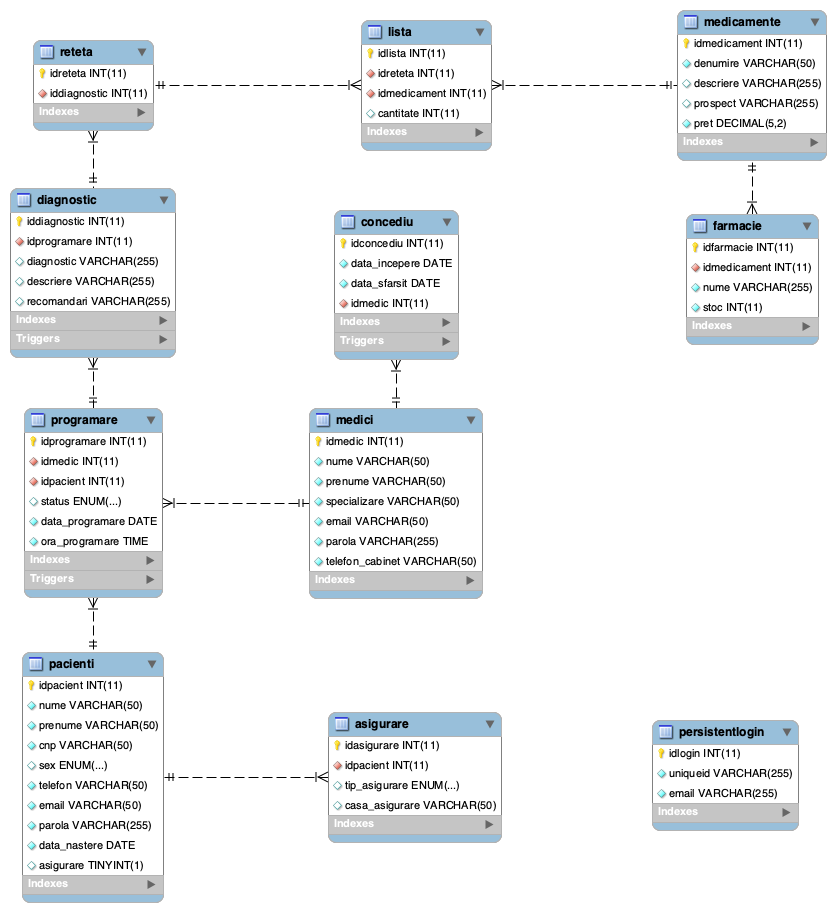 reteta
idreteta INT(11)
iddiagnostic INT(11)
Indexes
lista
idlista INT(11)
idreteta INT(11)
idmedicament INT(11)
cantitate INT(11)
Indexes
medicamente
idmedicament INT(11)
denumire VARCHAR(50)
descriere VARCHAR(255)
prospect VARCHAR(255)
pret DECIMAL(5,2)
Indexes
diagnostic
iddiagnostic INT(11)
idprogramare INT(11)
diagnostic VARCHAR(255)
descriere VARCHAR(255)
recomandari VARCHAR(255)
Indexes
Triggers
concediu
idconcediu INT(11)
data_incepere DATE
data_sfarsit DATE
idmedic INT(11)
Indexes
Triggers
farmacie
idfarmacie INT(11)
idmedicament INT(11)
nume VARCHAR(255)
stoc INT(11)
Indexes
programare
idprogramare INT(11)
idmedic INT(11)
idpacient INT(11)
status ENUM(...)
data_programare DATE
ora_programare TIME
Indexes
Triggers
medici
idmedic INT(11)
nume VARCHAR(50)
prenume VARCHAR(50)
specializare VARCHAR(50)
email VARCHAR(50)
parola VARCHAR(255)
telefon_cabinet VARCHAR(50)
Indexes
pacienti
idpacient INT(11)
nume VARCHAR(50)
prenume VARCHAR(50)
cnp VARCHAR(50)
sex ENUM(...)
telefon VARCHAR(50)
email VARCHAR(50)
parola VARCHAR(255)
data_nastere DATE
asigurare TINYINT(1)
Indexes
asigurare
idasigurare INT(11)
idpacient INT(11)
tip_asigurare ENUM(...)
casa_asigurare VARCHAR(50)
Indexes
persistentlogin
idlogin INT(11)
uniqueid VARCHAR(255)
email VARCHAR(255)
Indexes